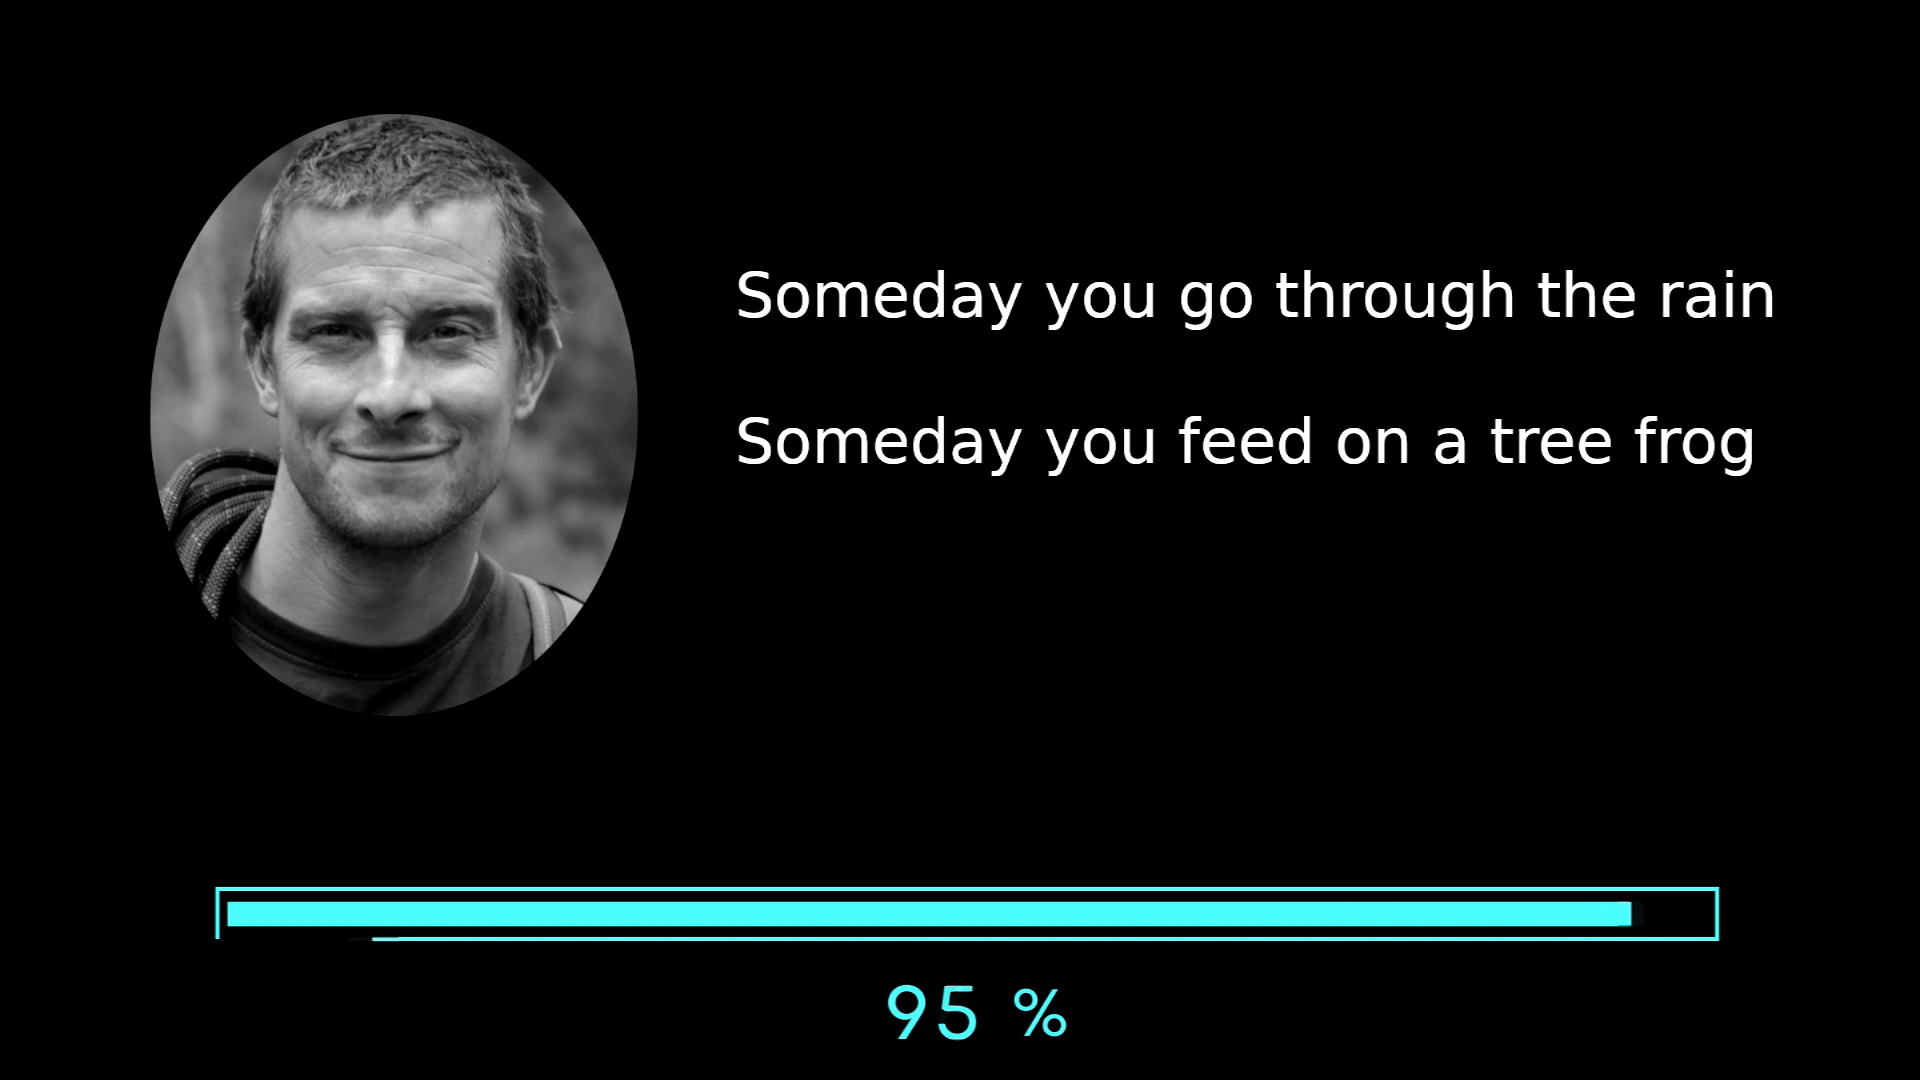 Someday you go through the rain
Someday you feed on a tree frog
95 %